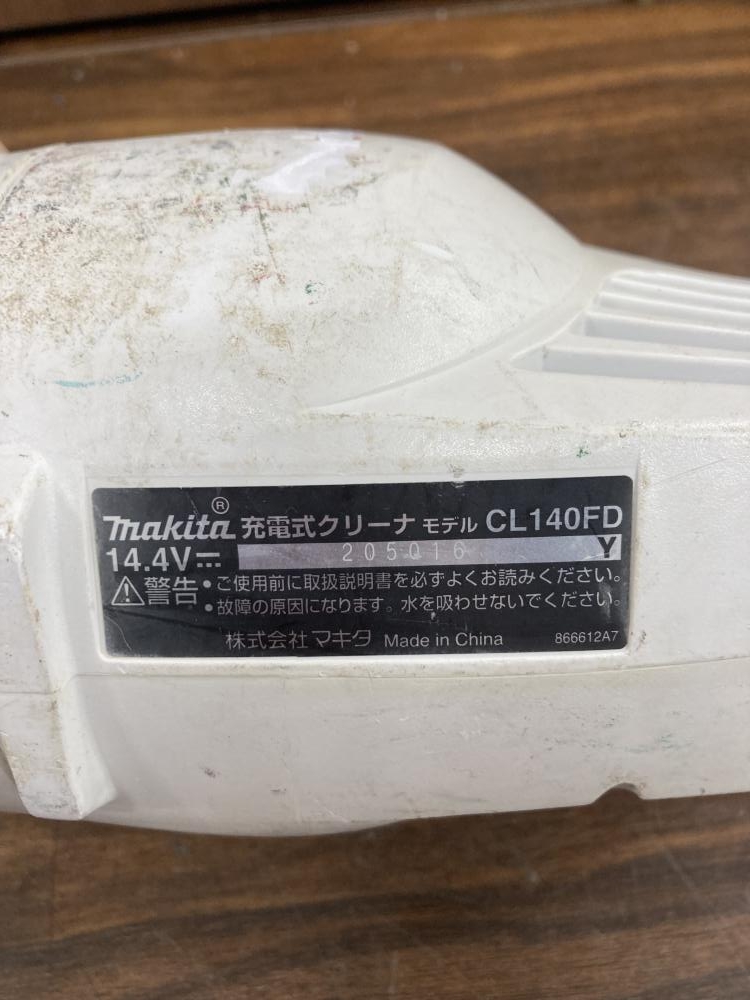 makita® 充電式クリーナ モデル CL140FD
14.4V⎓ 205016 Y
⚠警告 • ご使用前に取扱説明書を必ずよくお読みください。
• 故障の原因になります。水を吸わせないでください。
株式会社 マキタ Made in China 866612A7